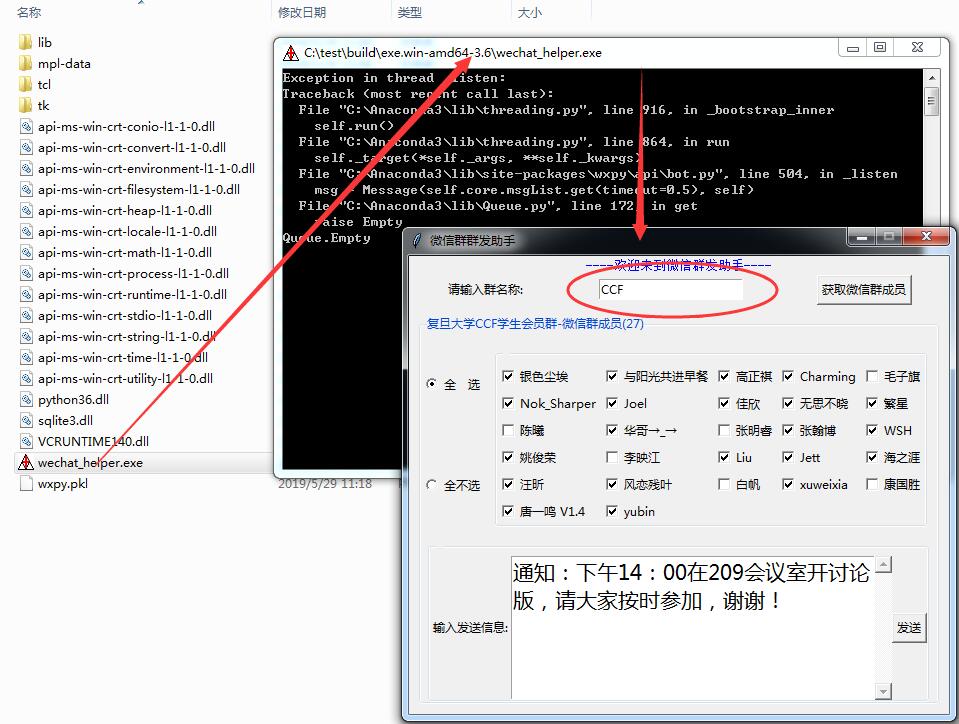 名称 修改日期 类型 大小
lib
mpl-data
tcl
tk
api-ms-win-crt-conio-l1-1-0.dll
api-ms-win-crt-convert-l1-1-0.dll
api-ms-win-crt-environment-l1-1-0.dll
api-ms-win-crt-filesystem-l1-1-0.dll
api-ms-win-crt-heap-l1-1-0.dll
api-ms-win-crt-locale-l1-1-0.dll
api-ms-win-crt-math-l1-1-0.dll
api-ms-win-crt-process-l1-1-0.dll
api-ms-win-crt-runtime-l1-1-0.dll
api-ms-win-crt-stdio-l1-1-0.dll
api-ms-win-crt-string-l1-1-0.dll
api-ms-win-crt-time-l1-1-0.dll
api-ms-win-crt-utility-l1-1-0.dll
python36.dll
sqlite3.dll
VCRUNTIME140.dll
wechat_helper.exe
wxpy.pkl 2019/5/29 11:18
C:\test\build\exe.win-amd64-3.6\wechat_helper.exe
Exception in thread _listen:
Traceback (most recent call last):
File "C:\Anaconda3\lib\threading.py", line 916, in _bootstrap_inner
self.run()
File "C:\Anaconda3\lib\threading.py", line 864, in run
self._target(*self._args, **self._kwargs)
File "C:\Anaconda3\lib\site-packages\wxpy\api\bot.py", line 504, in _listen
msg = Message(self.core.msgList.get(timeout=0.5), self)
File "C:\Anaconda3\lib\Queue.py", line 172, in get
raise Empty
Queue.Empty
微信群群发助手
----欢迎来到微信群发助手----
请输入群名称: CCF 获取微信群成员
复旦大学CCF学生会员群-微信群成员(27)
全 选
全不选
银色尘埃 与阳光共进早餐 高正祺 Charming 毛子旗
Nok_Sharper Joel 佳欣 无思不晓 繁星
陈曦 华哥→_→ 张明睿 张翰博 WSH
姚俊荣 李映江 Liu Jett 海之涯
汪昕 风恋残叶 白帆 xuweixia 康国胜
唐一鸣 V1.4 yubin
输入发送信息:
通知：下午14：00在209会议室开讨论
版，请大家按时参加，谢谢！
发送